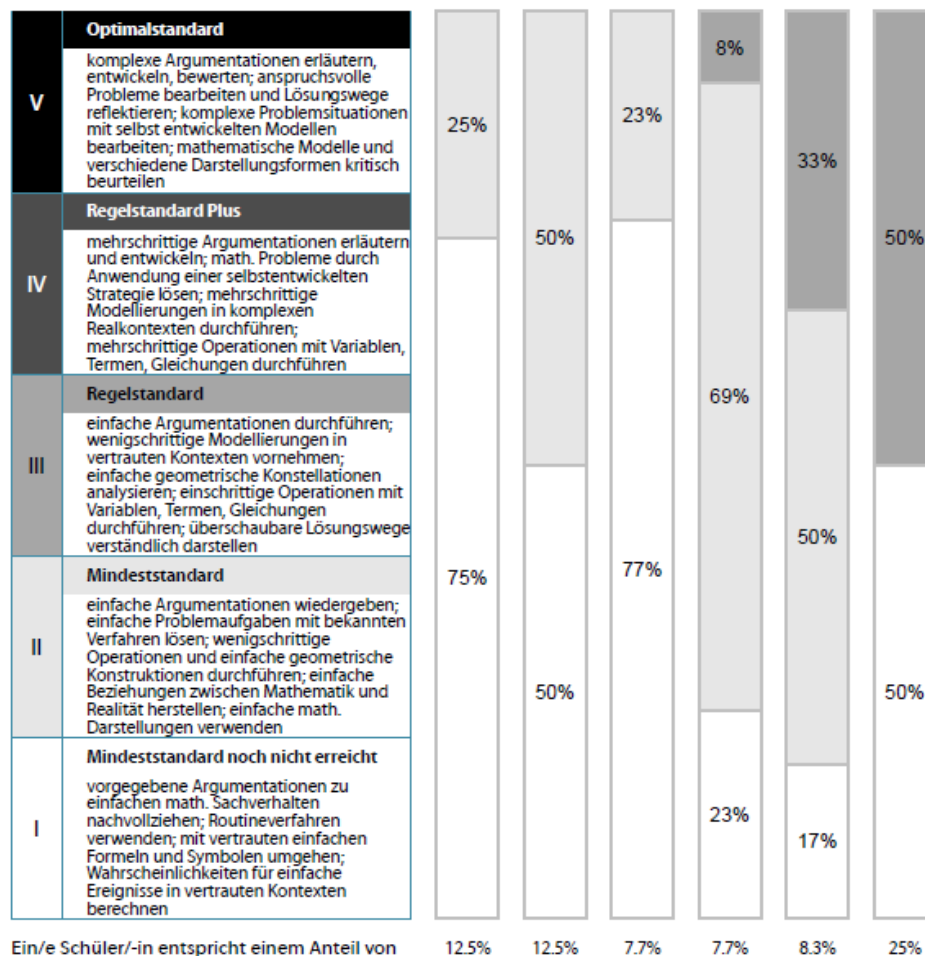 Optimalstandard
V
komplexe Argumentationen erläutern,
entwickeln, bewerten; anspruchsvolle
Probleme bearbeiten und Lösungswege
reflektieren; komplexe Problemsituationen
mit selbst entwickelten Modellen
bearbeiten; mathematische Modelle und
verschiedene Darstellungsformen kritisch
beurteilen
Regelstandard Plus
IV
mehrschrittige Argumentationen erläutern
und entwickeln; math. Probleme durch
Anwendung einer selbstentwickelten
Strategie lösen; mehrschrittige
Modellierungen in komplexen
Realkontexten durchführen;
mehrschrittige Operationen mit Variablen,
Termen, Gleichungen durchführen
Regelstandard
III
einfache Argumentationen durchführen;
wenigschrittige Modellierungen in
vertrauten Kontexten vornehmen;
einfache geometrische Konstellationen
analysieren; einschrittige Operationen mit
Variablen, Termen, Gleichungen
durchführen; überschaubare Lösungswege
verständlich darstellen
Mindeststandard
II
einfache Argumentationen wiedergeben;
einfache Problemaufgaben mit bekannten
Verfahren lösen; wenigschrittige
Operationen und einfache geometrische
Konstruktionen durchführen; einfache
Beziehungen zwischen Mathematik und
Realität herstellen; einfache math.
Darstellungen verwenden
Mindeststandard noch nicht erreicht
I
vorgegebene Argumentationen zu
einfachen math. Sachverhalten
nachvollziehen; Routineverfahren
verwenden; mit vertrauten einfachen
Formeln und Symbolen umgehen;
Wahrscheinlichkeiten für einfache
Ereignisse in vertrauten Kontexten
berechnen
25%
75%
50%
50%
23%
77%
8%
69%
23%
33%
50%
17%
50%
50%
Ein/e Schüler/-in entspricht einem Anteil von 12.5% 12.5% 7.7% 7.7% 8.3% 25%